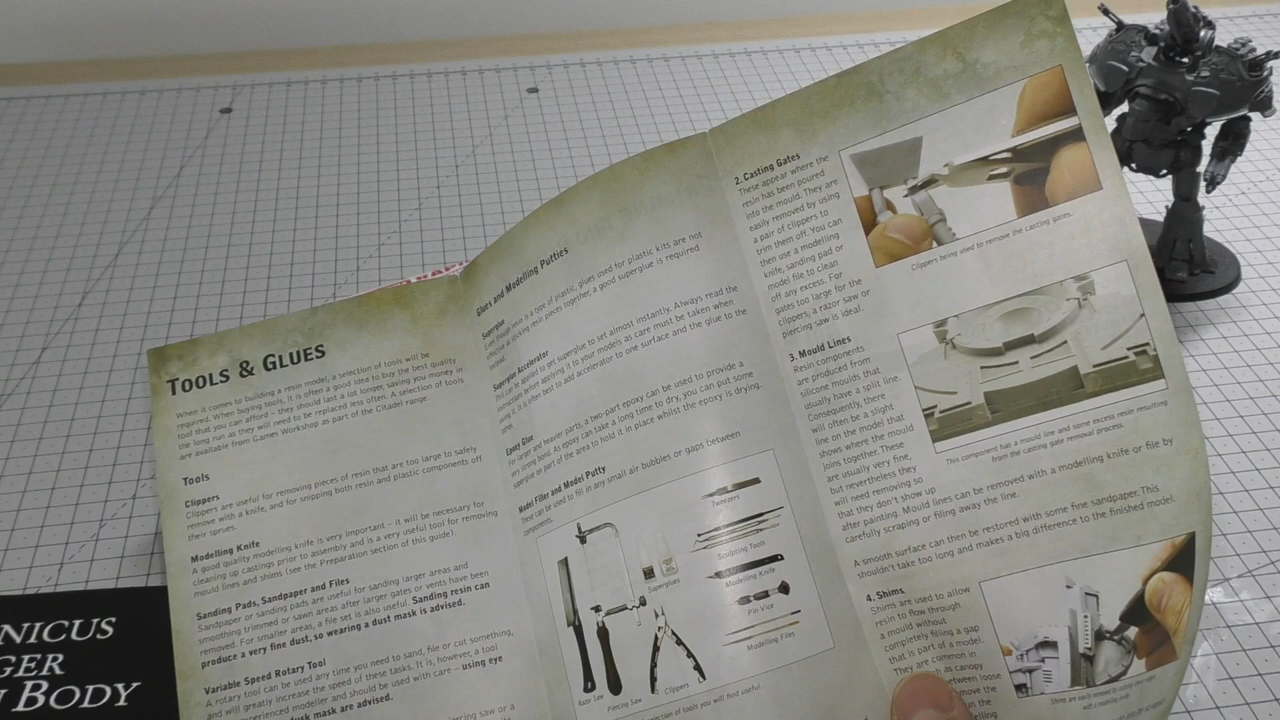 TOOLS & GLUES
When it comes to building a resin model, a selection of tools will be
required. When buying tools, it is often a good idea to buy the best quality
tool that you can afford – they should last a lot longer, saving you money in
the long run as they will need to be replaced less often. A selection of tools
are available from Games Workshop as part of the Citadel range.
Tools
Clippers
Clippers are useful for removing pieces of resin that are too large to safely
remove with a knife, and for snipping both resin and plastic components off
their sprues.
Modelling Knife
A good quality modelling knife is very important – it will be necessary for
cleaning up castings prior to assembly and is a very useful tool for removing
mould lines and shims (see the Preparation section of this guide).
Sanding Pads, Sandpaper and Files
Sandpaper or sanding pads are useful for sanding larger areas and
smoothing trimmed or sawn areas after larger gates or vents have been
removed. For smaller areas, a file set is also useful. Sanding resin can
produce a very fine dust, so wearing a dust mask is advised.
Variable Speed Rotary Tool
A rotary tool can be used any time you need to sand, file or cut something,
and will greatly increase the speed of these tasks. It is, however, a tool
experienced modeller and should be used with care – using eye
dusk mask are advised.
piercing saw or a
Glues and Modelling Putties
Superglue
Even though resin is a type of plastic, glues used for plastic kits are not
effective at sticking resin pieces together, a good superglue is required
instead.
Superglue Accelerator
This can be applied to get superglue to set almost instantly. Always read the
instructions before applying it to your models as care must be taken when
using it. It is often best to add accelerator to one surface and the glue to the
other.
Epoxy Glue
For larger and heavier parts, a two-part epoxy can be used to provide a
very strong bond. As epoxy can take a long time to dry, you can put some
superglue on part of the area to hold it in place whilst the epoxy is drying.
Model Filler and Model Putty
These can be used to fill in any small air bubbles or gaps between
components.
Tweezers
Sculpting Tools
Superglues
Modelling Knife
Pin Vice
Modelling Files
Razor Saw
Piercing Saw
Clippers
selection of tools you will find useful.
2. Casting Gates
These appear where the
resin has been poured
into the mould. They are
easily removed by using
a pair of clippers to
trim them off. You can
then use a modelling
knife, sanding pad or
model file to clean
off any excess. For
gates too large for the
clippers, a razor saw or
piercing saw is ideal.
Clippers being used to remove the casting gates.
3. Mould Lines
Resin components
are produced from
silicone moulds that
usually have a split line.
Consequently, there
will often be a slight
line on the model that
shows where the mould
joins together. These
are usually very fine,
but nevertheless they
will need removing so
that they don't show up
after painting. Mould lines can be removed with a modelling knife or file by
carefully scraping or filing away the line.
This component has a mould line and some excess resin resulting
from the casting gate removal process.
A smooth surface can then be restored with some fine sandpaper. This
shouldn't take too long and makes a big difference to the finished model.
4. Shims
Shims are used to allow
resin to flow through
a mould without
completely filling a gap
that is part of a model.
They are common in
such as canopy
between loose
move the
NICUS
GER
BODY